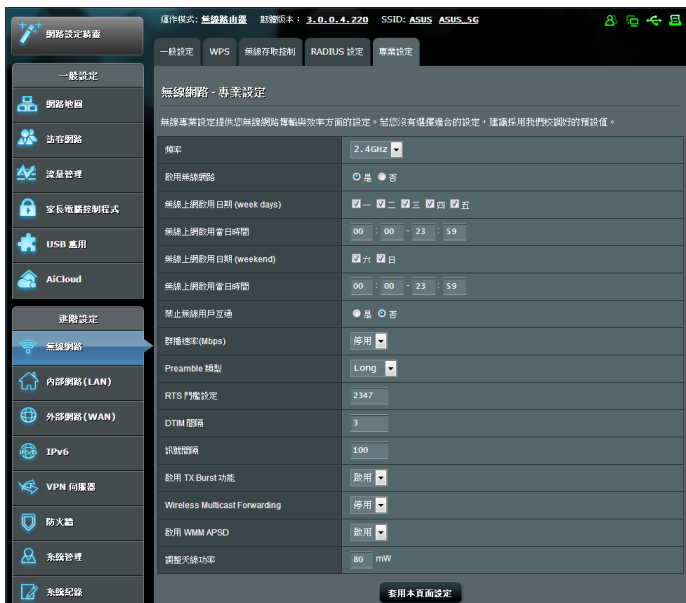 網路設定精靈
運作模式: 無線路由器 韌體版本： 3.0.0.4.220 SSID: ASUS ASUS_5G
一般設定 WPS 無線存取控制 RADIUS 設定 專業設定
一般設定
網路地圖
訪客網路
流量管理
家長電腦控制程式
USB 應用
AiCloud
進階設定
無線網路
內部網路(LAN)
外部網路(WAN)
IPv6
VPN 伺服器
防火牆
系統管理
系統紀錄
無線網路 - 專業設定
無線專業設定提供您無線網路傳輸與效率方面的設定。若您沒有選擇適合的設定，建議採用我們校調好的預設值。
頻率 2.4GHz
啟用無線網路 是 否
無線上網啟用日期 (week days) 一 二 三 四 五
無線上網啟用當日時間 00 : 00 - 23 : 59
無線上網啟用日期 (weekend) 六 日
無線上網啟用當日時間 00 : 00 - 23 : 59
禁止無線用戶互通 是 否
群播速率(Mbps) 停用
Preamble 類型 Long
RTS 門檻設定 2347
DTIM 間隔 3
訊號間隔 100
啟用 TX Burst 功能 啟用
Wireless Multicast Forwarding 停用
啟用 WMM APSD 啟用
調整天線功率 80 mW
套用本頁面設定